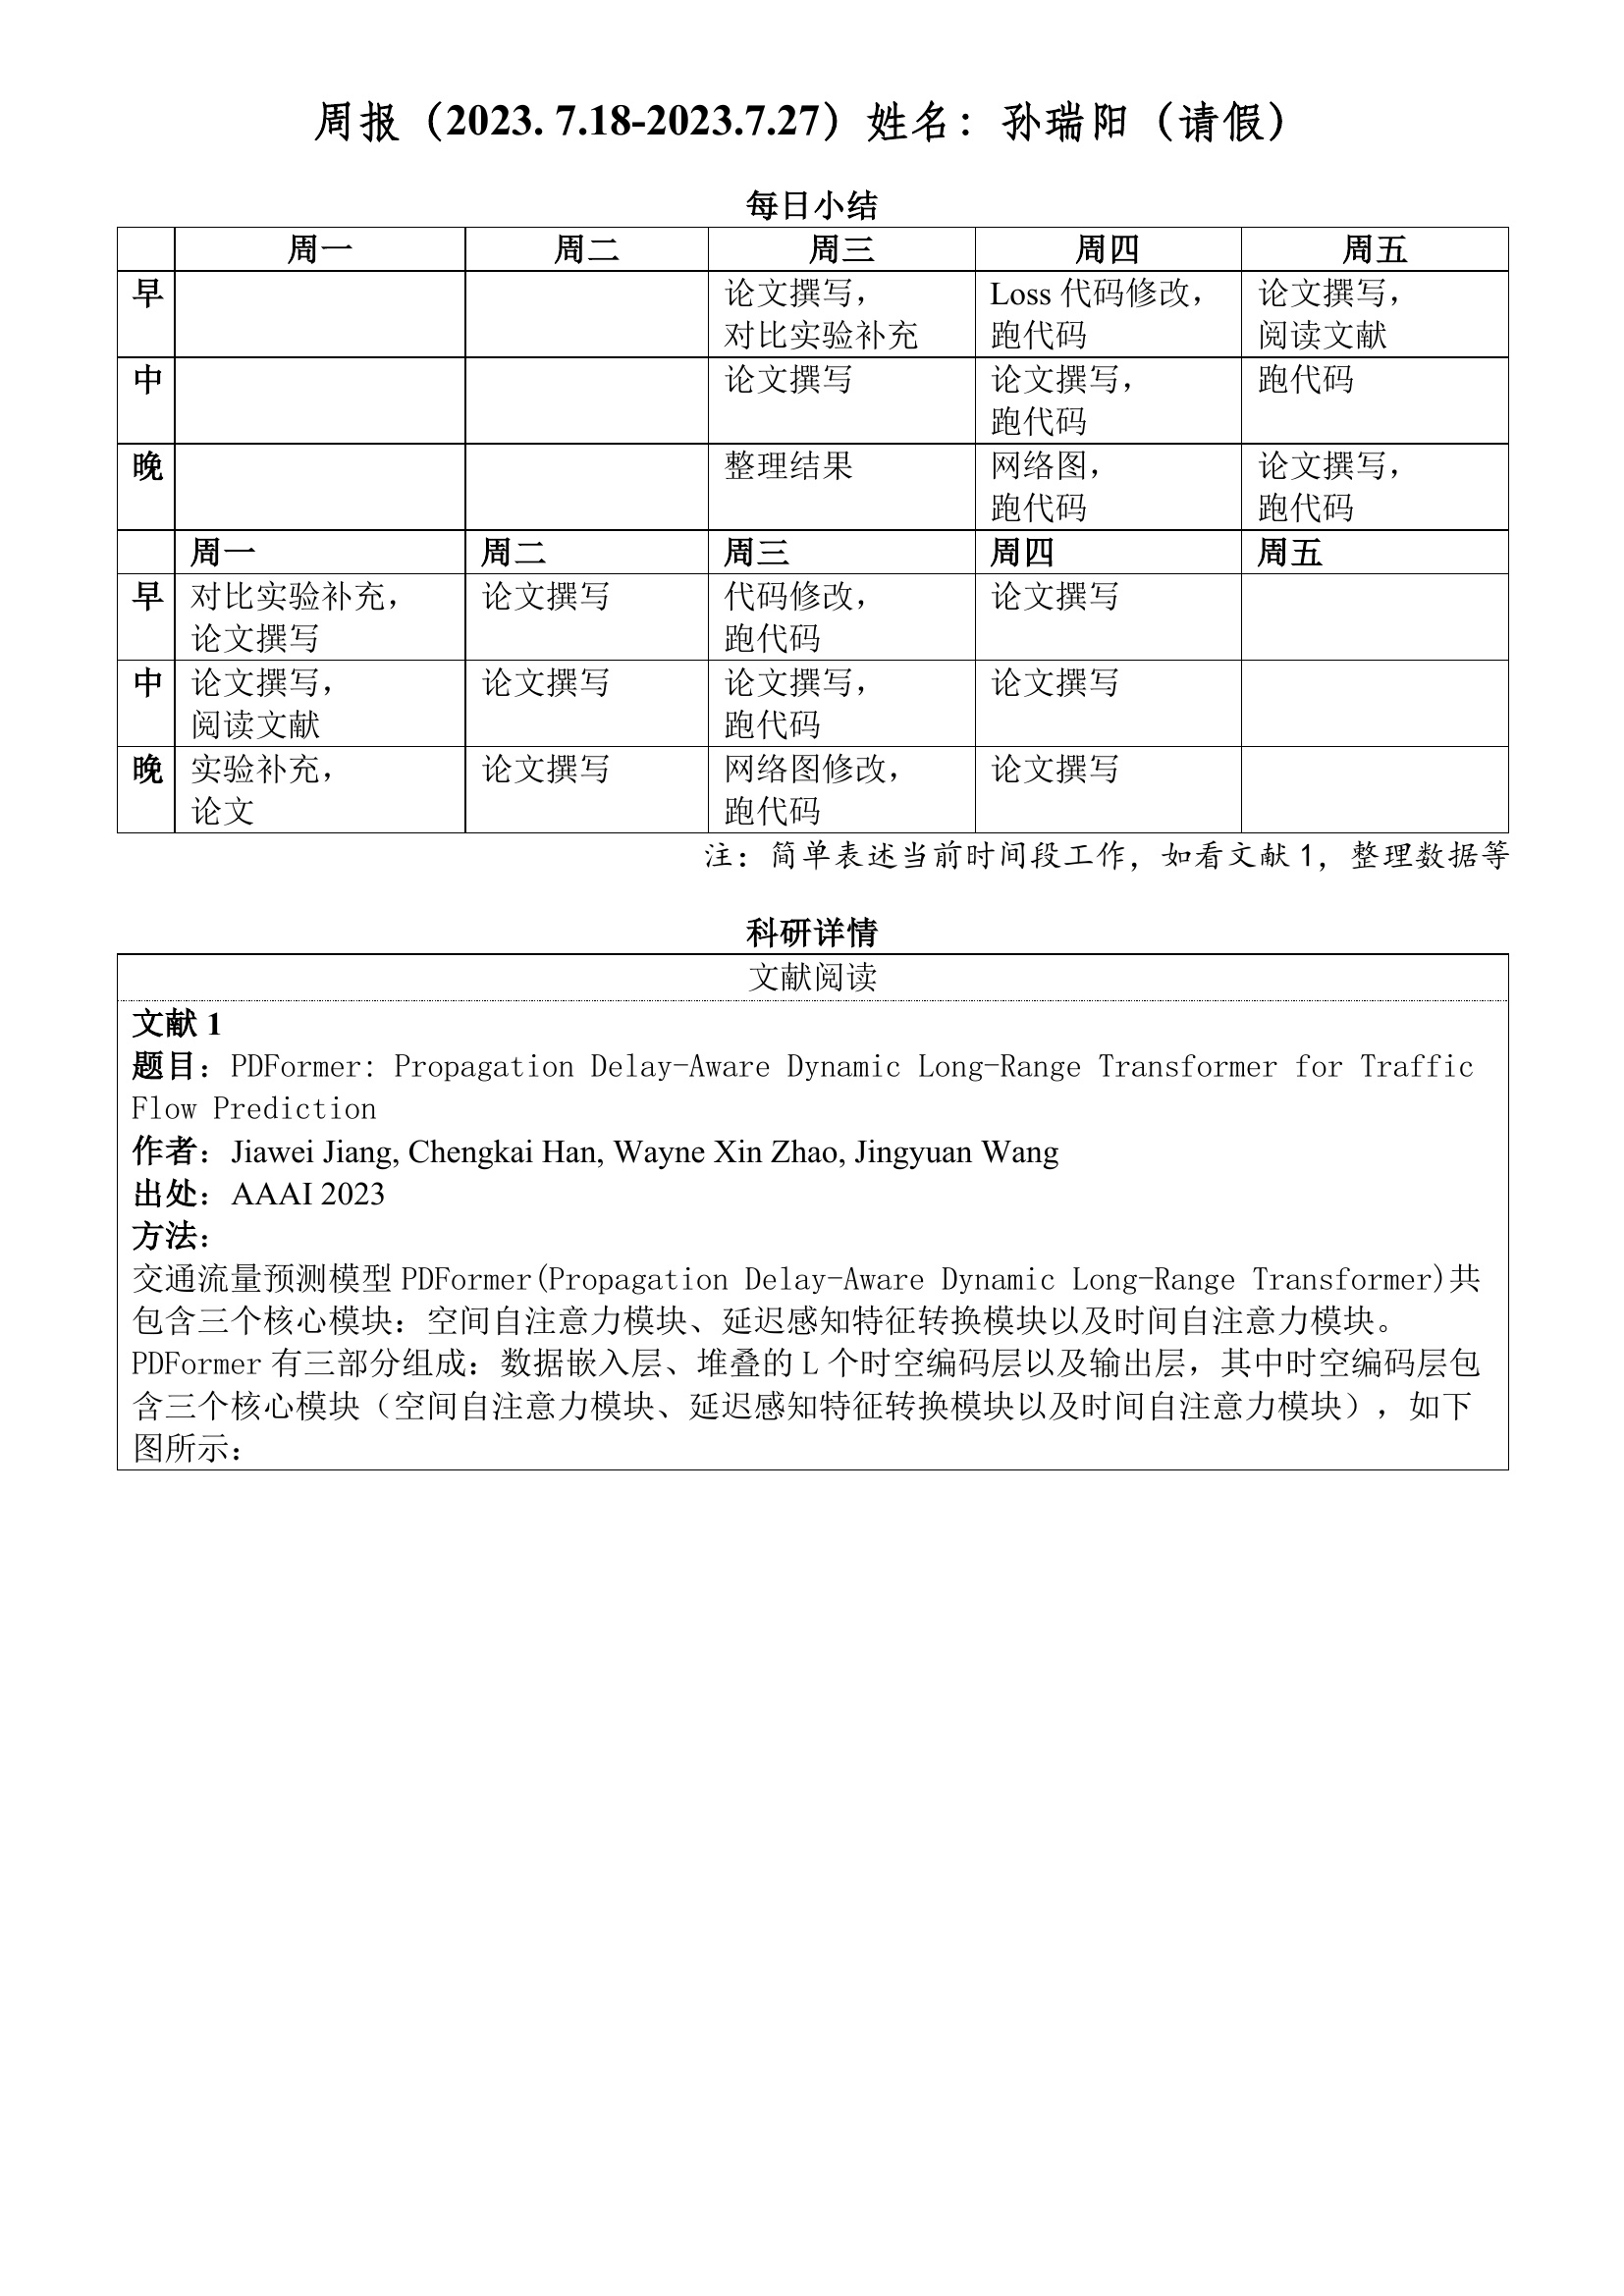 周报（2023. 7.18-2023.7.27）姓名：孙瑞阳（请假）
每日小结
周一 周二 周三 周四 周五
早 论文撰写， Loss 代码修改， 论文撰写，
对比实验补充 跑代码 阅读文献
中 论文撰写 论文撰写， 跑代码
跑代码
晚 整理结果 网络图， 论文撰写，
跑代码 跑代码
周一 周二 周三 周四 周五
早 对比实验补充， 论文撰写 代码修改， 论文撰写
论文撰写 跑代码
中 论文撰写， 论文撰写 论文撰写， 论文撰写
阅读文献 跑代码
晚 实验补充， 论文撰写 网络图修改， 论文撰写
论文 跑代码
注：简单表述当前时间段工作，如看文献 1，整理数据等
科研详情
文献阅读
文献 1
题目：PDFormer: Propagation Delay-Aware Dynamic Long-Range Transformer for Traffic
Flow Prediction
作者：Jiawei Jiang, Chengkai Han, Wayne Xin Zhao, Jingyuan Wang
出处：AAAI 2023
方法：
交通流量预测模型 PDFormer(Propagation Delay-Aware Dynamic Long-Range Transformer)共
包含三个核心模块：空间自注意力模块、延迟感知特征转换模块以及时间自注意力模块。
PDFormer 有三部分组成：数据嵌入层、堆叠的 L 个时空编码层以及输出层，其中时空编码层包
含三个核心模块（空间自注意力模块、延迟感知特征转换模块以及时间自注意力模块），如下
图所示：